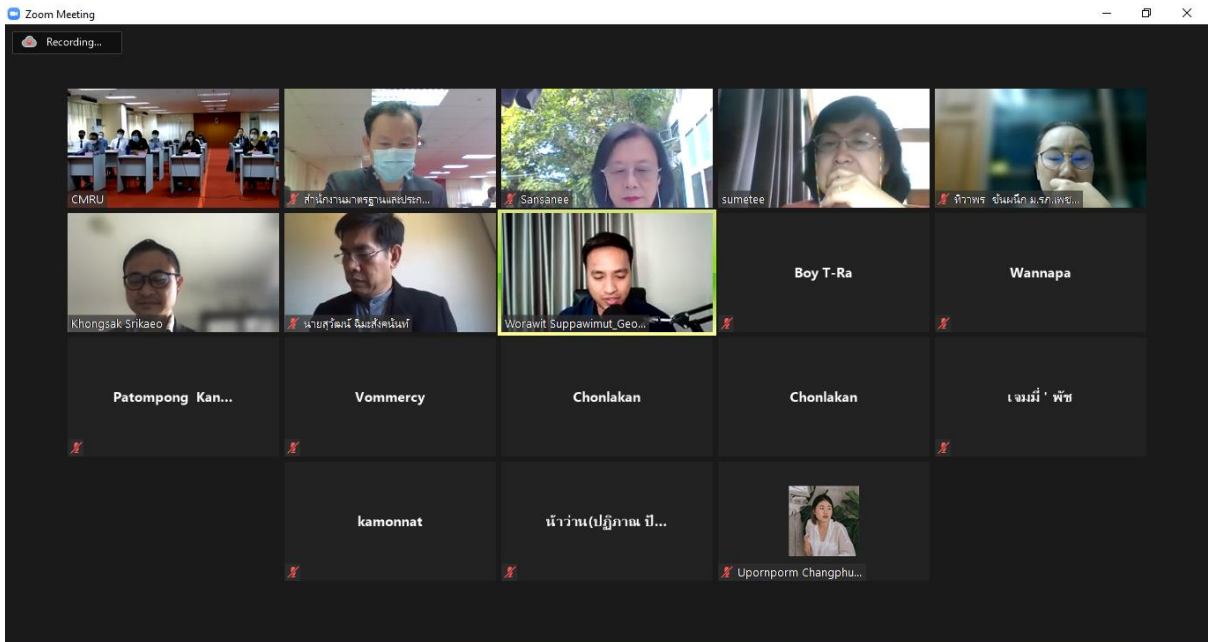 Zoom Meeting
Recording...
CMRU
สำนักงานมาตรฐานและประก...
Sansanee
sumetee
ทิวาพร ขันผนึก ม.รภ.เพช...
Khongsak Srikaeo
นายสุวัฒน์ ฉิมะสังคนันท์
Worawit Suppawimut_Geo...
Boy T-Ra
Wannapa
Patompong Kan...
Vommercy
Chonlakan
Chonlakan
เจมมี่ ' พัช
kamonnat
น้าว่าน(ปฏิภาณ ปั...
Upornporm Changphu...